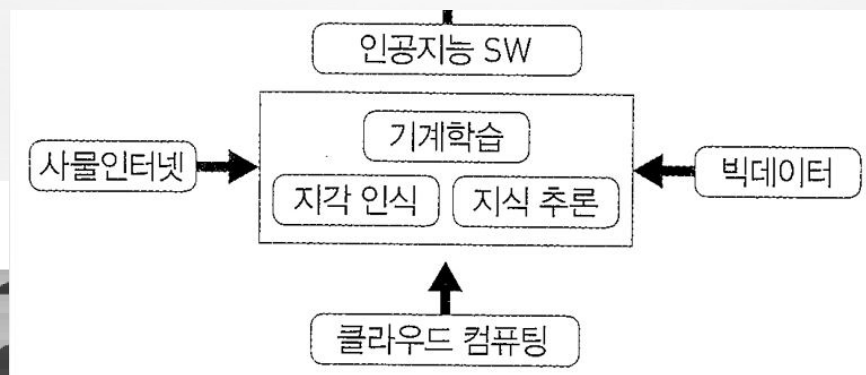 인공지능 SW
기계학습
사물인터넷
빅데이터
지각 인식
지식 추론
클라우드 컴퓨팅